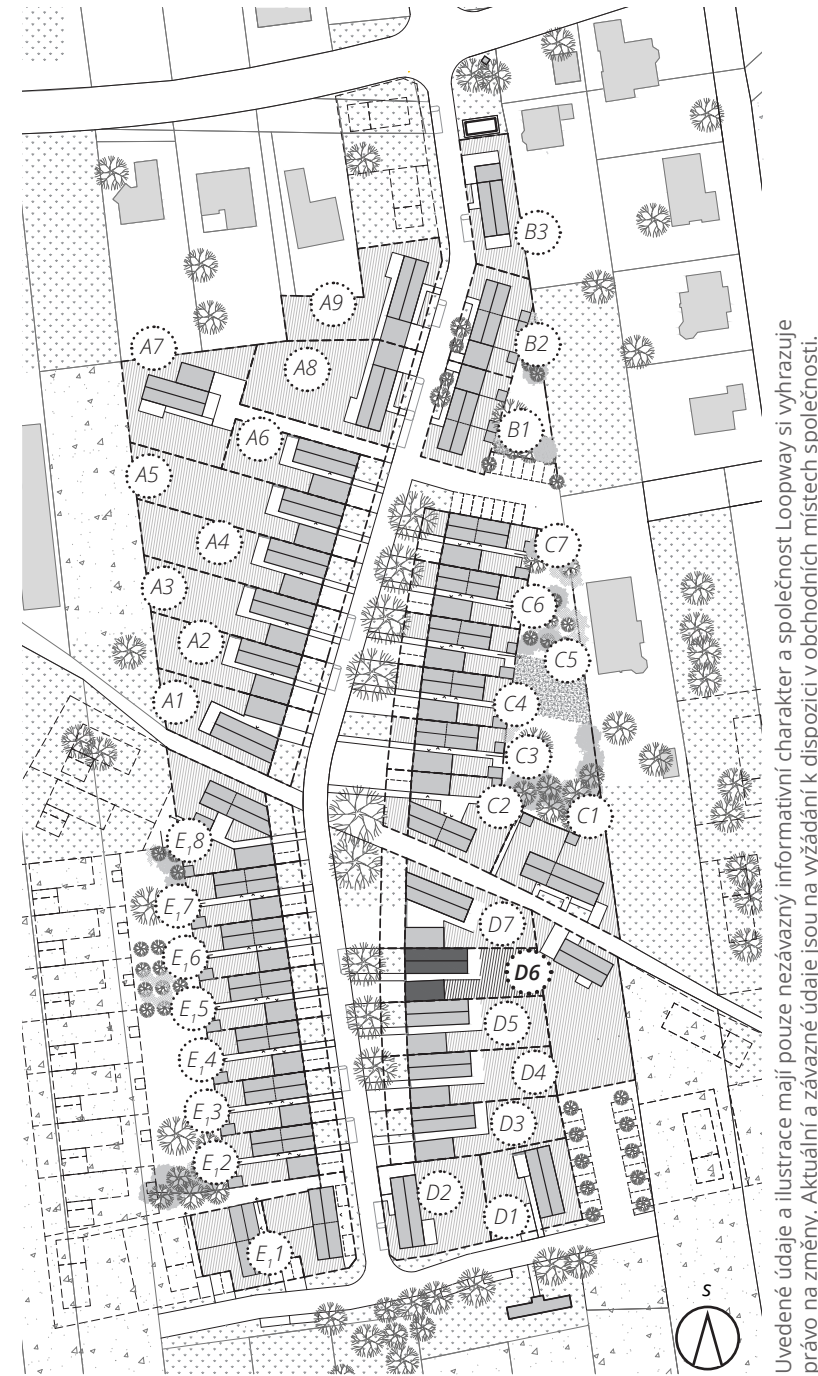 A9
A8
A7
A6
A5
A4
A3
A2
A1
B3
B2
B1
C7
C6
C5
C4
C3
C2
C1
D7
D6
D5
D4
D3
D2
D1
E₁8
E₁7
E₁6
E₁5
E₁4
E₁3
E₁2
E₁1
S
Uvedené údaje a ilustrace mají pouze nezávazný informativní charakter a společnost Loopway si vyhrazuje
právo na změny. Aktuální a závazné údaje jsou na vyžádání k dispozici v obchodních místech společnosti.